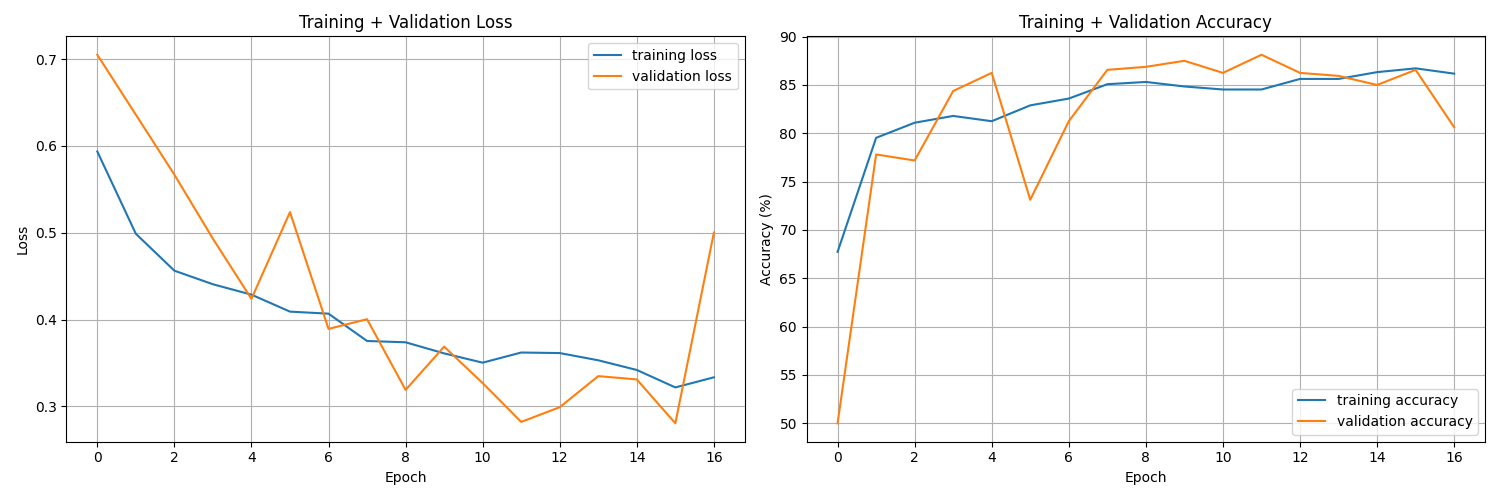 Training + Validation Loss
0.7
0.6
0.5
0.4
0.3
Loss
0 2 4 6 8 10 12 14 16
Epoch
training loss
validation loss
Training + Validation Accuracy
90
85
80
75
70
65
60
55
50
Accuracy (%)
0 2 4 6 8 10 12 14 16
Epoch
training accuracy
validation accuracy